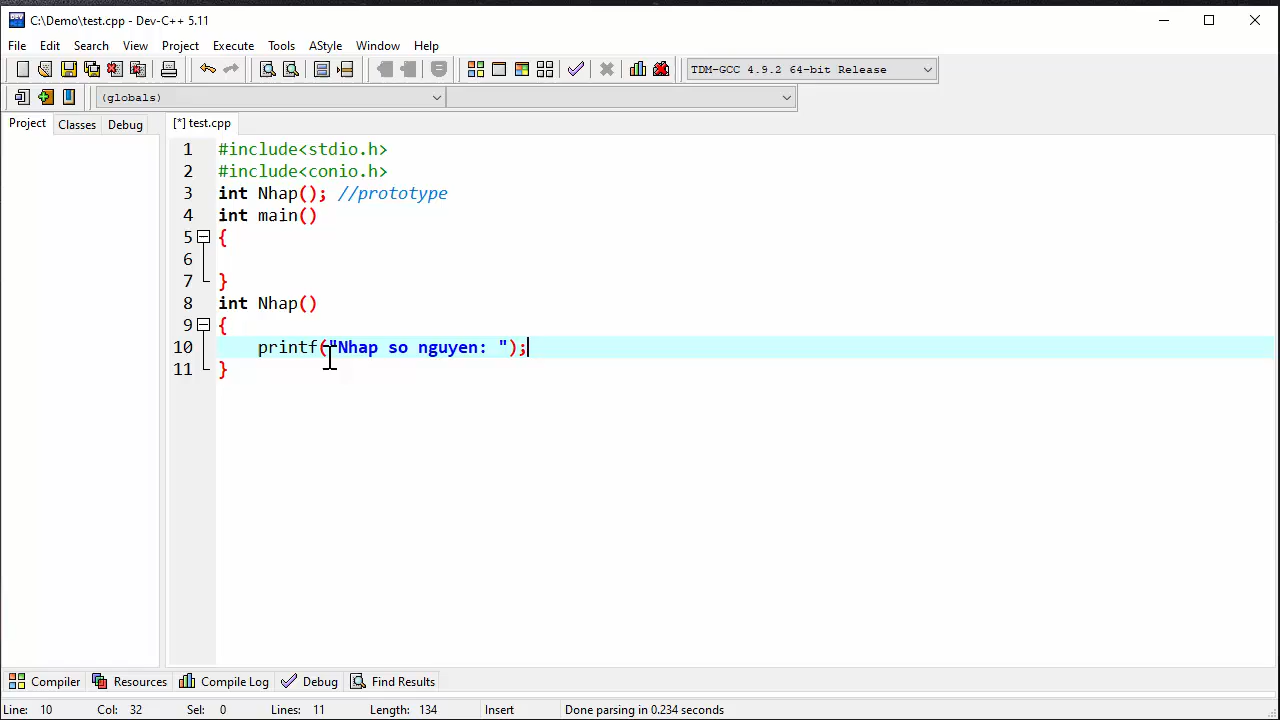 C:\Demo\test.cpp - Dev-C++ 5.11
File Edit Search View Project Execute Tools AStyle Window Help
TDM-GCC 4.9.2 64-bit Release
(globals)
Project Classes Debug [*] test.cpp
1 #include<stdio.h>
2 #include<conio.h>
3 int Nhap(); //prototype
4 int main()
5 {
6
7 }
8 int Nhap()
9 {
10 printf("Nhap so nguyen: ");
11 }
Compiler Resources Compile Log Debug Find Results
Line: 10 Col: 32 Sel: 0 Lines: 11 Length: 134 Insert Done parsing in 0.234 seconds